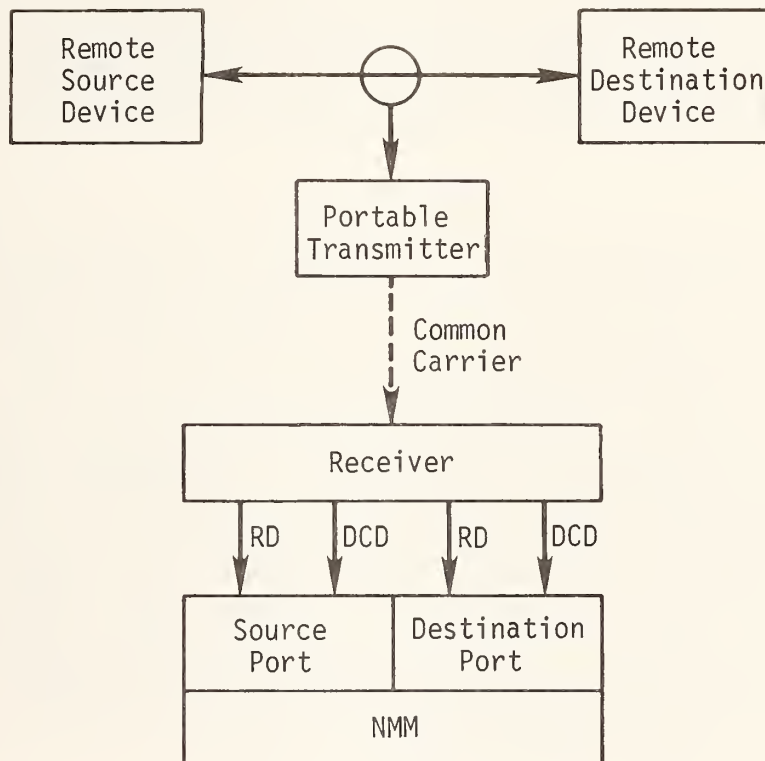 Remote
Source
Device
Remote
Destination
Device
Portable
Transmitter
Common
Carrier
Receiver
RD
DCD
RD
DCD
Source
Port
Destination
Port
NMM